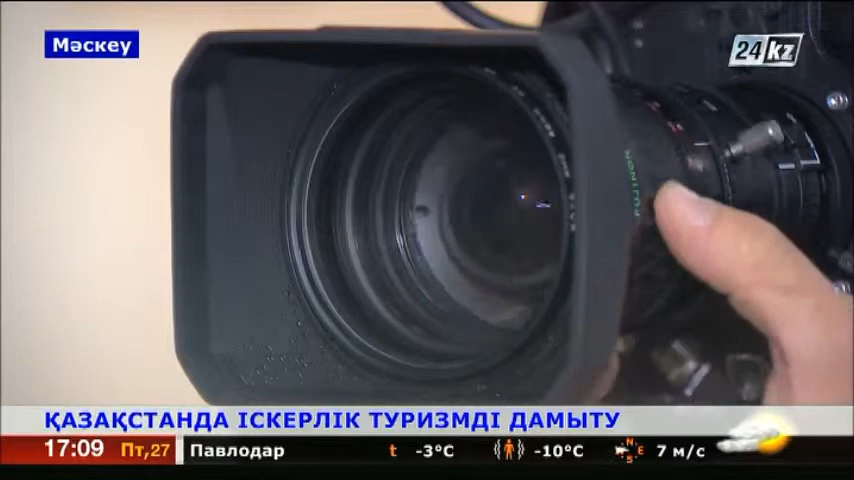 Мәскеу
24kz
FUJINON
ҚАЗАҚСТАНДА ІСКЕРЛІК ТУРИЗМДІ ДАМЫТУ
17:09 Пт,27 Павлодар t -3°C -10°C N S 7 м/с